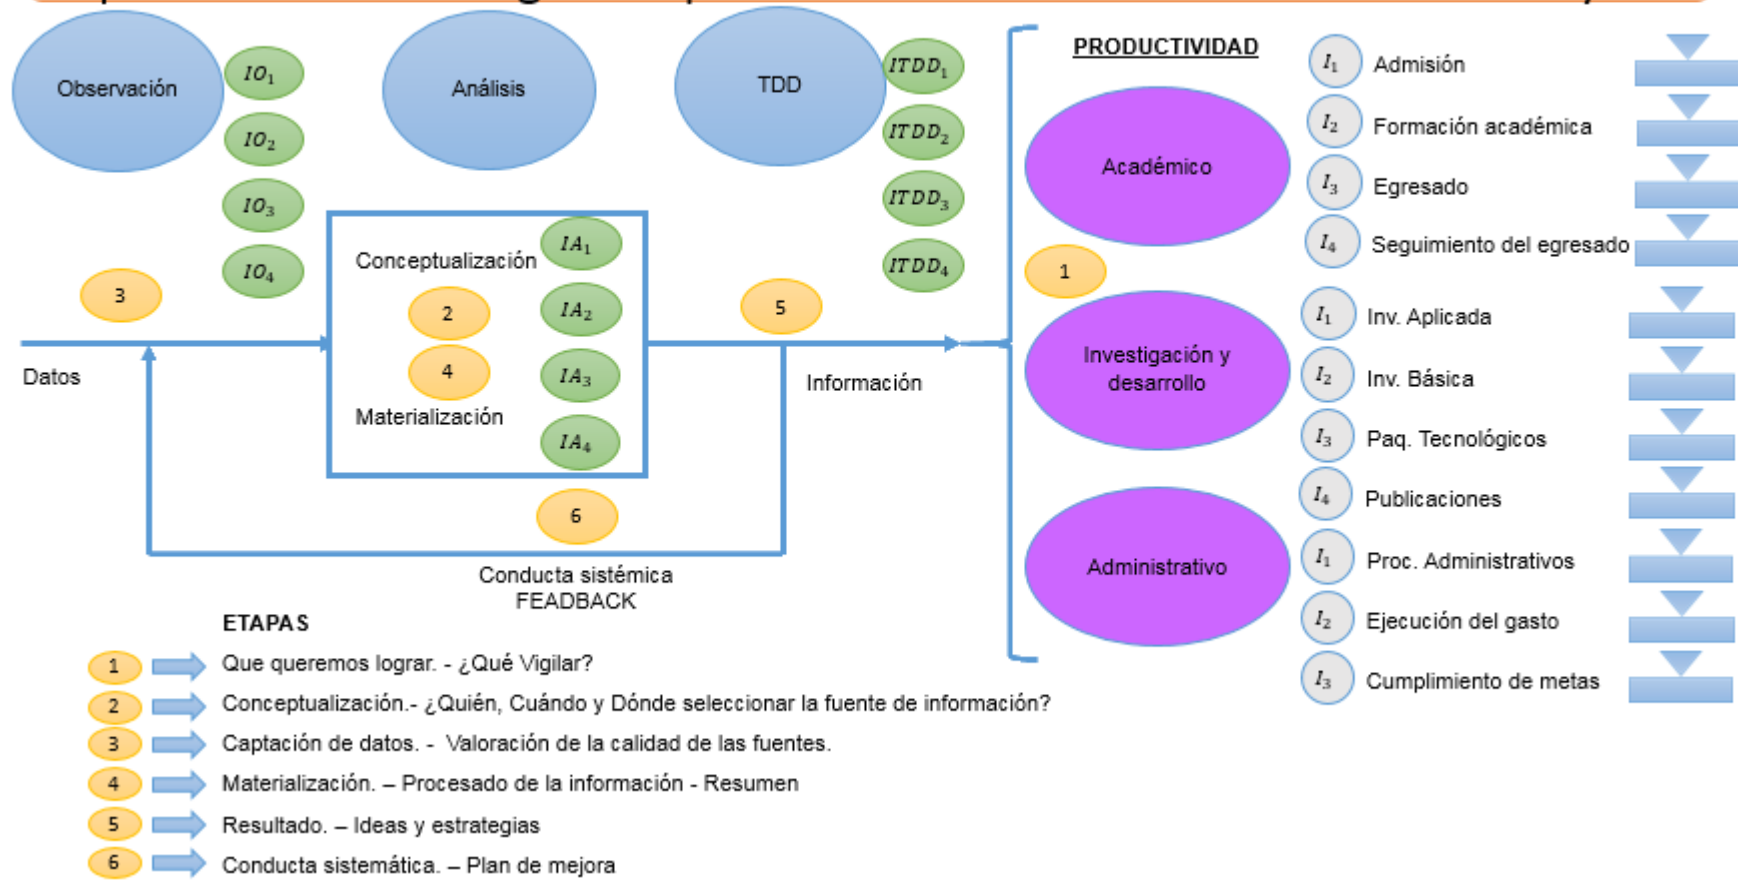 Observación
IO₁
IO₂
IO₃
IO₄
Análisis
TDD
ITDD₁
ITDD₂
ITDD₃
ITDD₄
3
Datos
Conceptualización
2
4
Materialización
IA₁
IA₂
IA₃
IA₄
5
Información
6
Conducta sistémica
FEADBACK
PRODUCTIVIDAD
Académico
1
Investigación y
desarrollo
Administrativo
I₁ Admisión
I₂ Formación académica
I₃ Egresado
I₄ Seguimiento del egresado
I₁ Inv. Aplicada
I₂ Inv. Básica
I₃ Paq. Tecnológicos
I₄ Publicaciones
I₁ Proc. Administrativos
I₂ Ejecución del gasto
I₃ Cumplimiento de metas
ETAPAS
1 Que queremos lograr. - ¿Qué Vigilar?
2 Conceptualización.- ¿Quién, Cuándo y Dónde seleccionar la fuente de información?
3 Captación de datos. - Valoración de la calidad de las fuentes.
4 Materialización. – Procesado de la información - Resumen
5 Resultado. – Ideas y estrategias
6 Conducta sistemática. – Plan de mejora